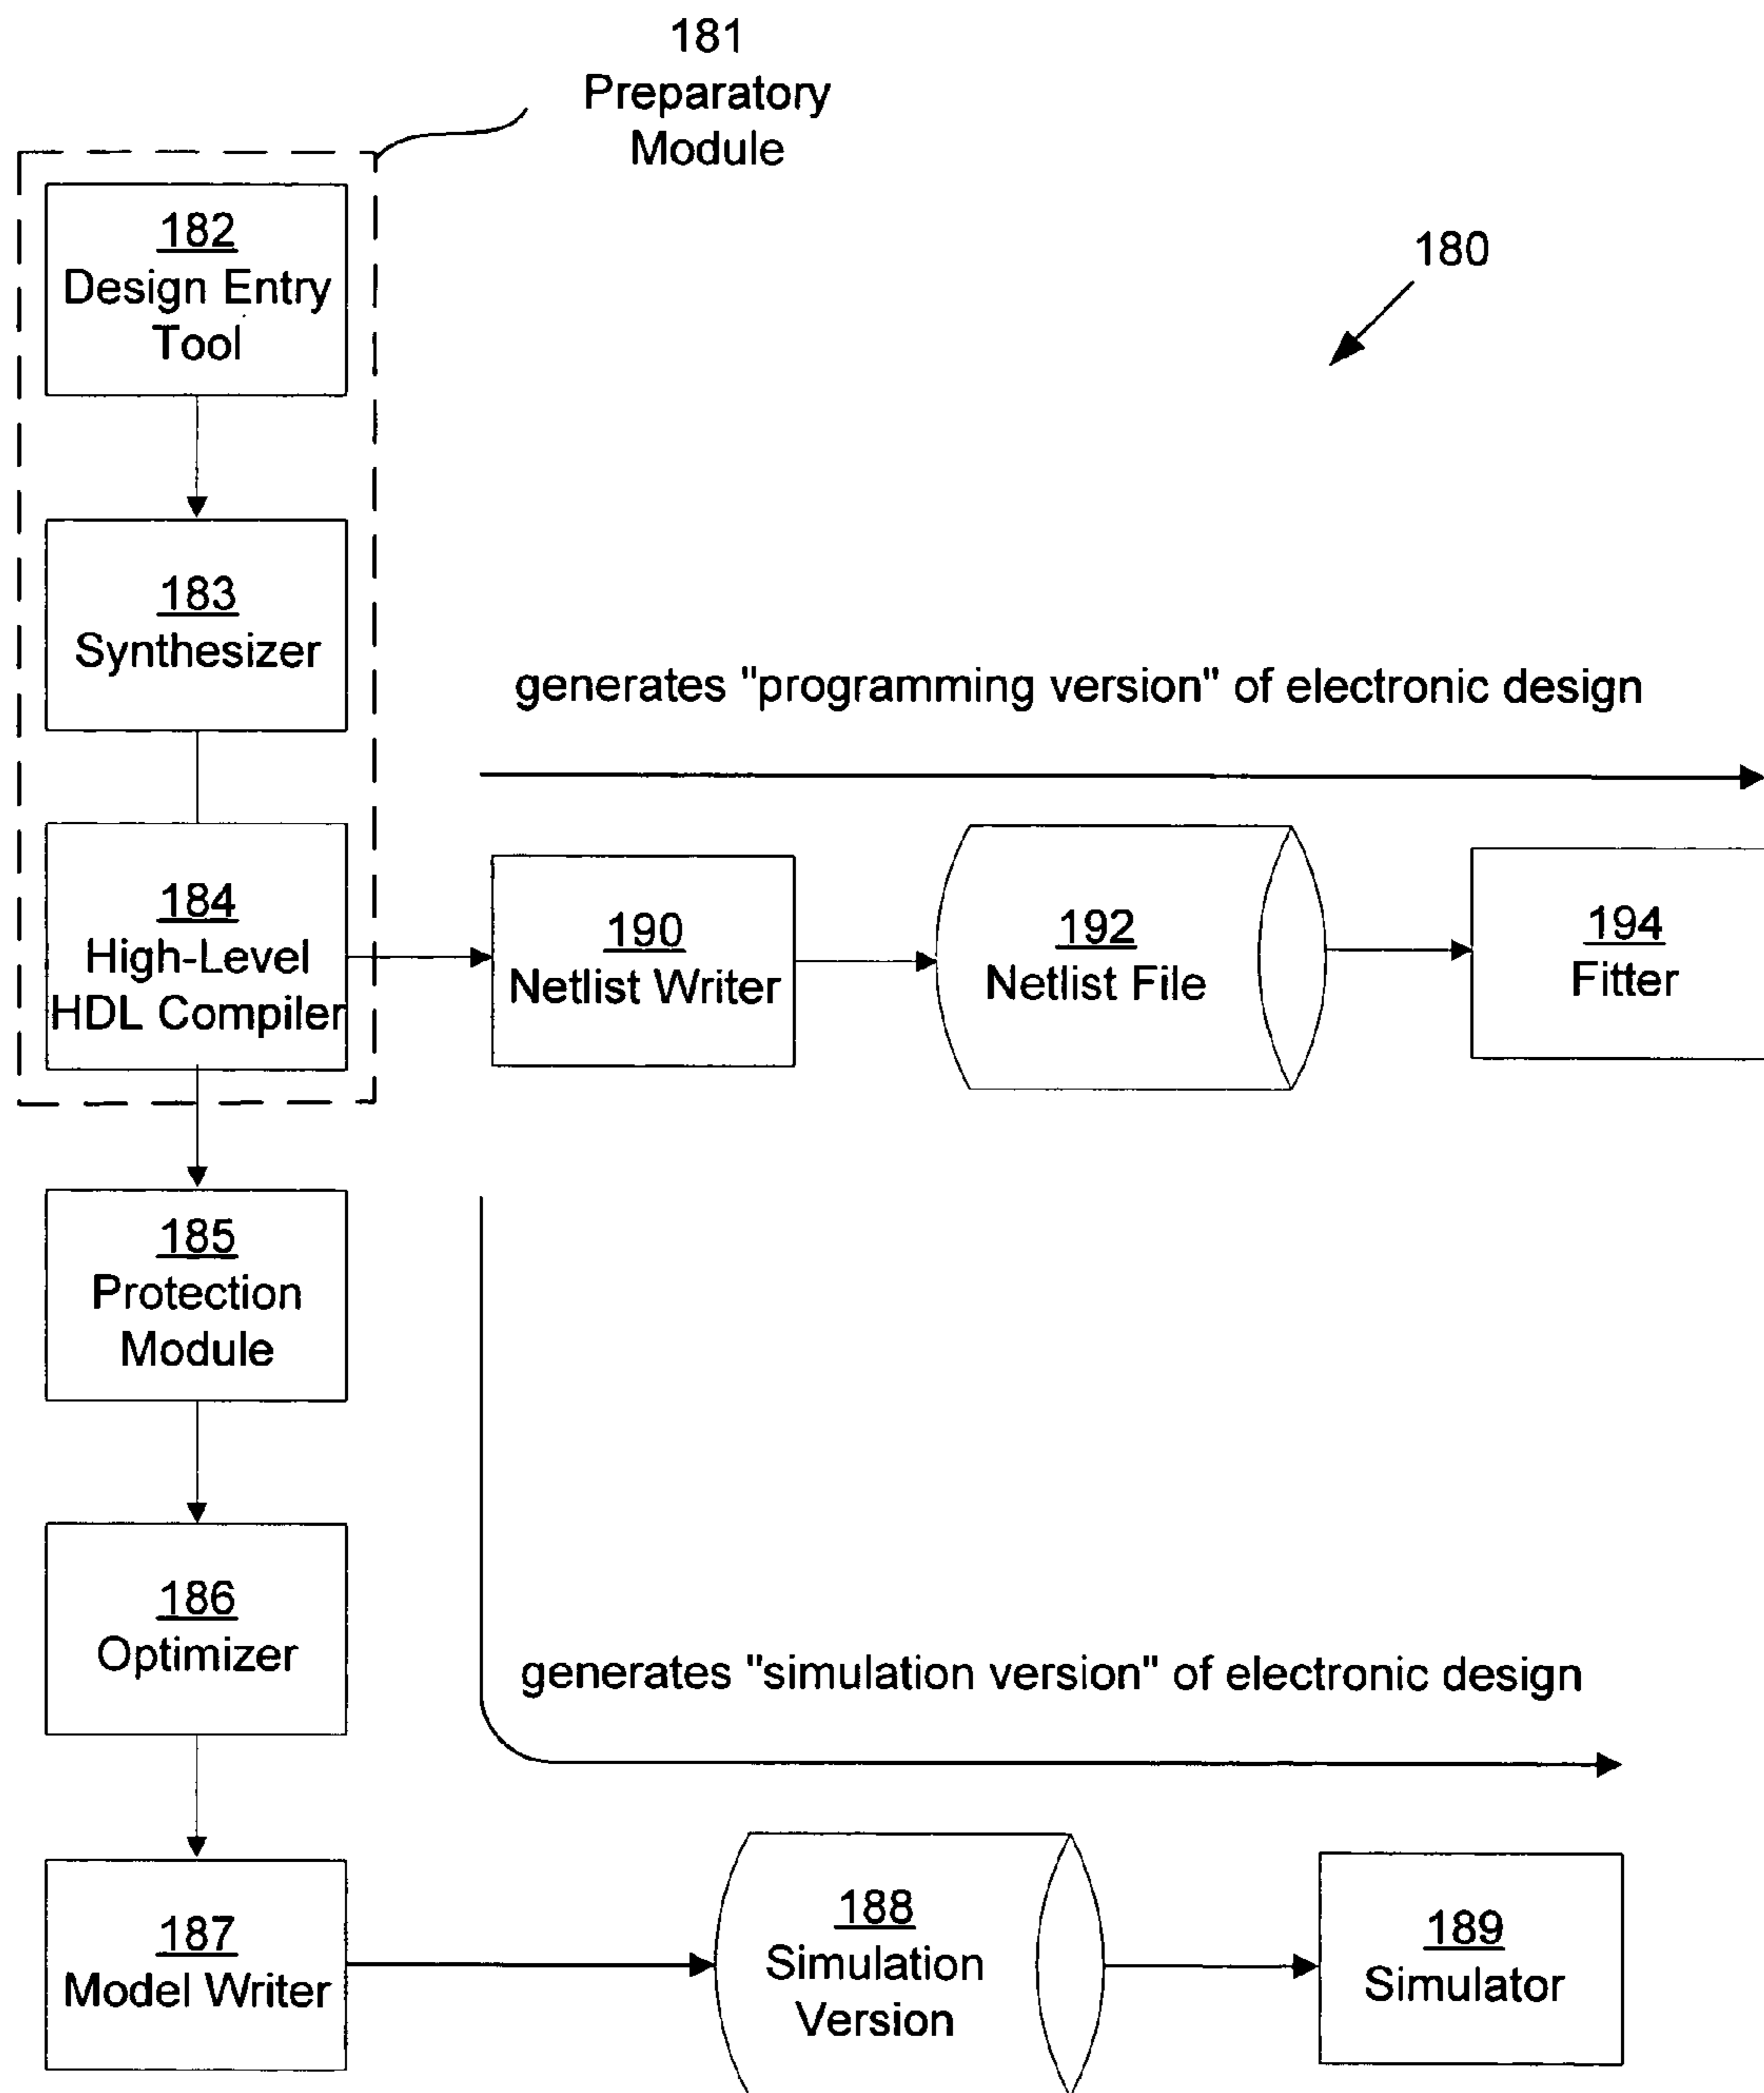 181
Preparatory
Module
182
Design Entry
Tool
180
183
Synthesizer
generates "programming version" of electronic design
184
High-Level
HDL Compiler
190
Netlist Writer
192
Netlist File
194
Fitter
185
Protection
Module
186
Optimizer
generates "simulation version" of electronic design
187
Model Writer
188
Simulation
Version
189
Simulator